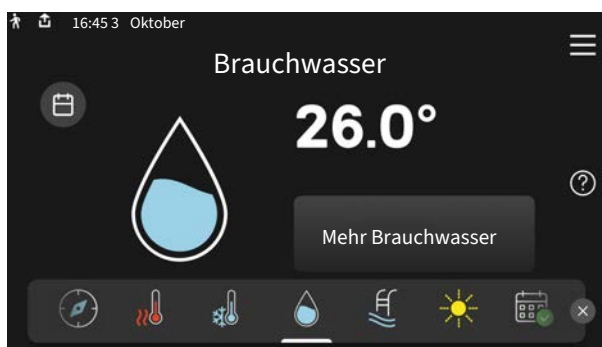 16:45 3 Oktober
Brauchwasser
26.0°
?
Mehr Brauchwasser